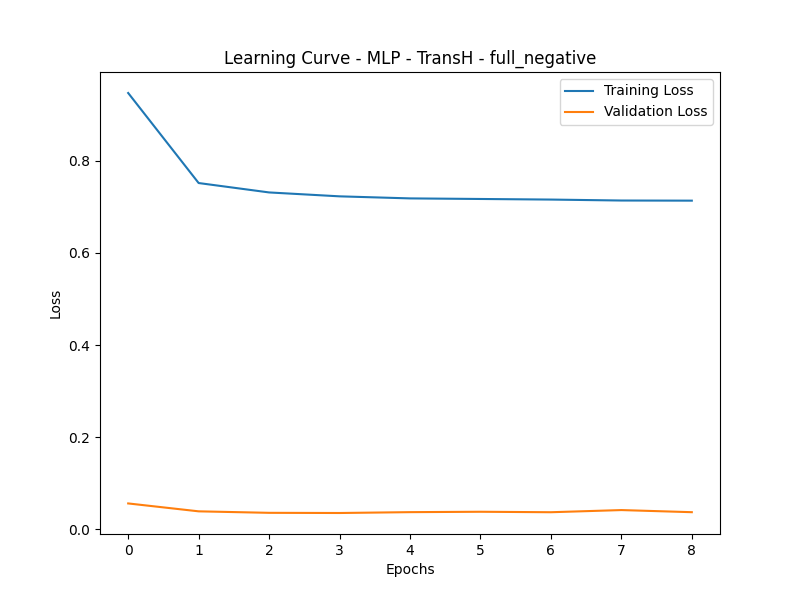 Learning Curve - MLP - TransH - full_negative
Training Loss
Validation Loss
0.8
0.6
0.4
0.2
0.0
Loss
0 1 2 3 4 5 6 7 8
Epochs